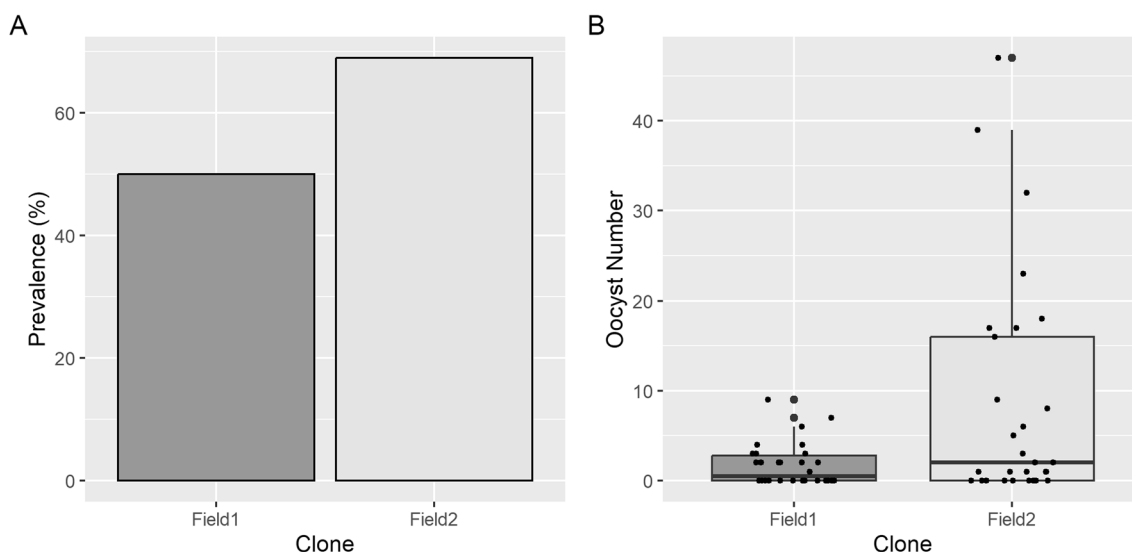 A
Prevalence (%)
60
40
20
0
Field1
Field2
Clone
B
Oocyst Number
40
30
20
10
0
Field1
Field2
Clone